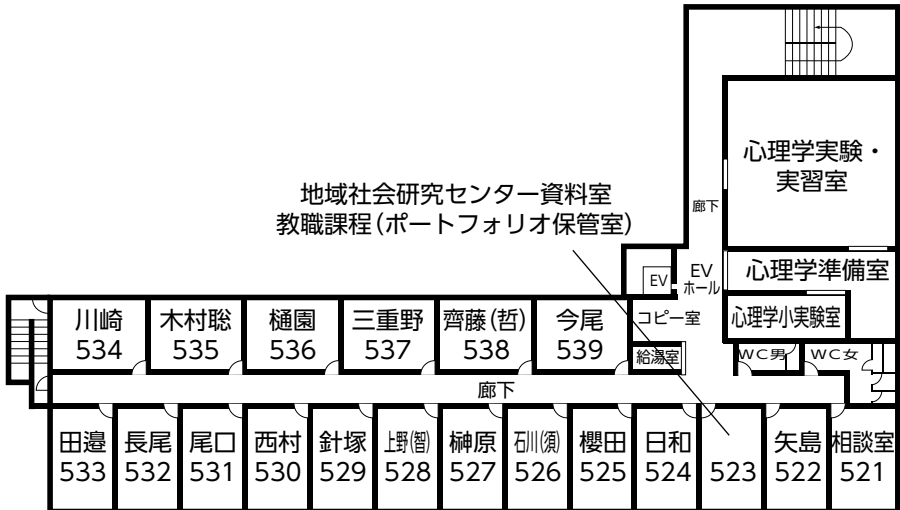 心理学実験・
実習室
地域社会研究センター資料室
教職課程(ポートフォリオ保管室)
廊下
EV
EV
ホール
心理学準備室
コピー室
心理学小実験室
川崎
534
木村聡
535
樋園
536
三重野
537
齊藤(哲)
538
今尾
539
給湯室
WC男
WC女
廊下
田邉
533
長尾
532
尾口
531
西村
530
針塚
529
上野(智)
528
榊原
527
石川(須)
526
櫻田
525
日和
524
523
矢島
522
相談室
521